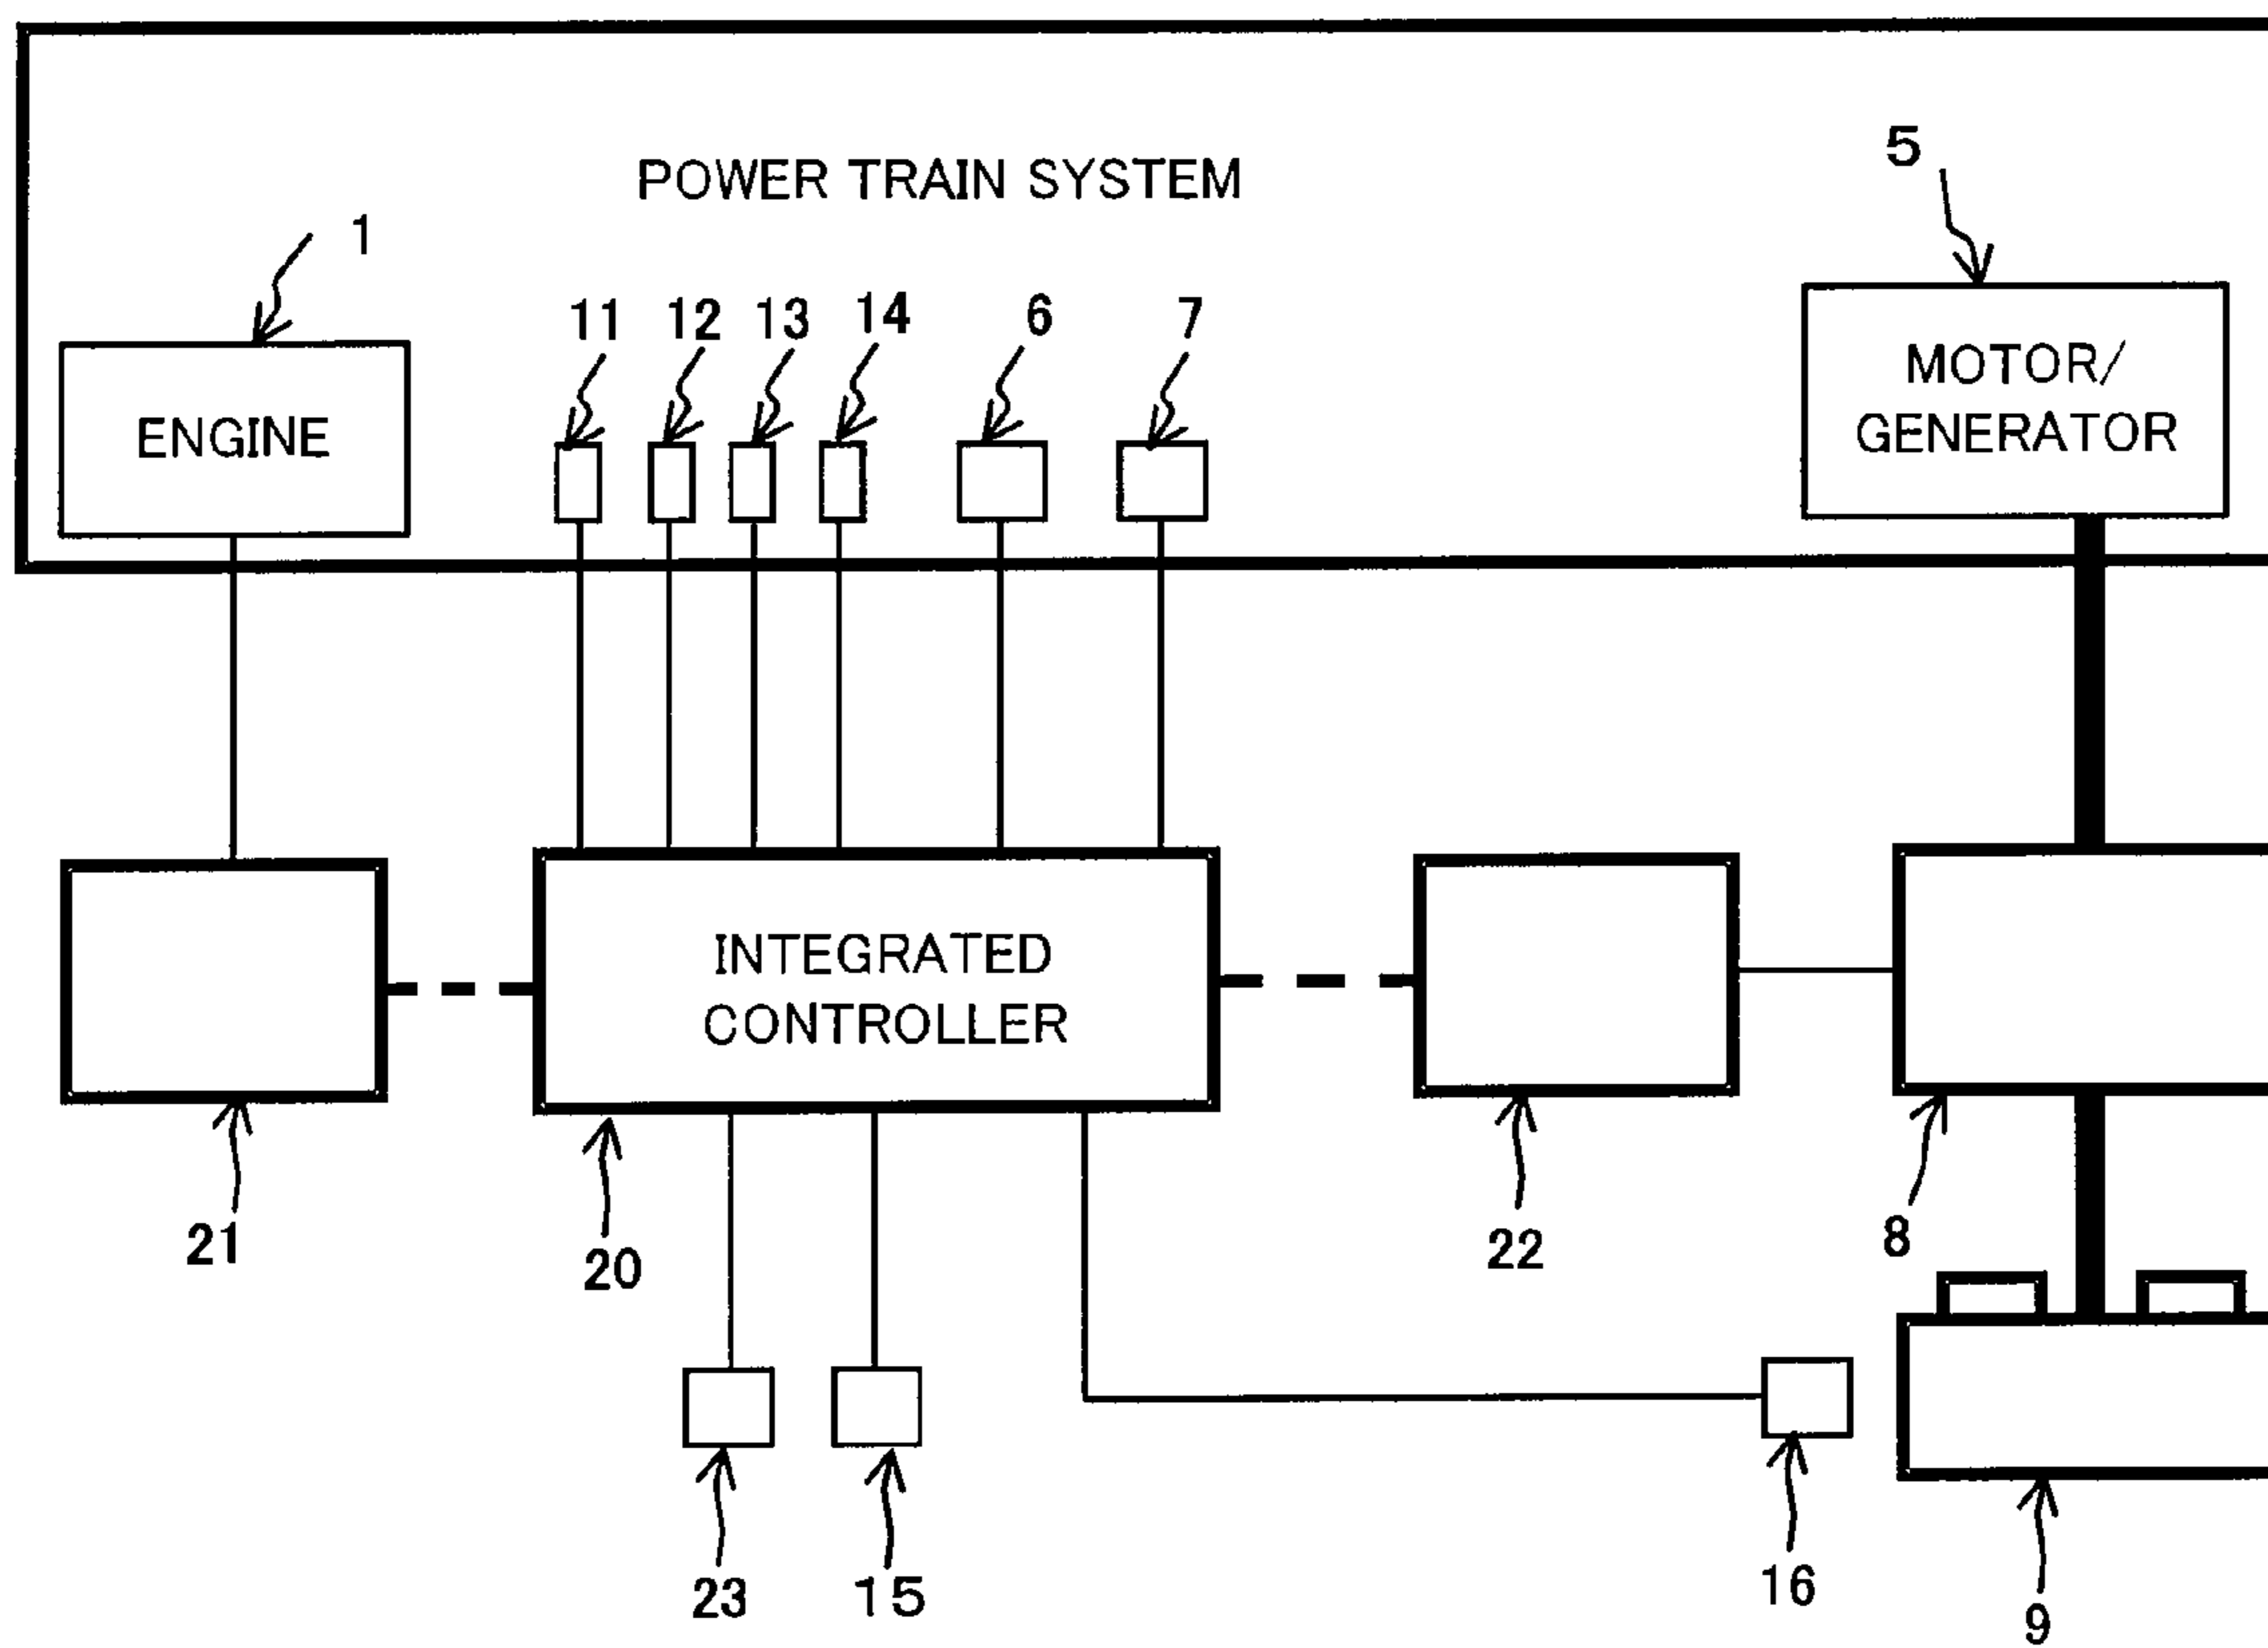 POWER TRAIN SYSTEM
5
1
11
12
13
14
6
7
MOTOR/
GENERATOR
ENGINE
INTEGRATED
CONTROLLER
21
20
22
8
23
15
16
9